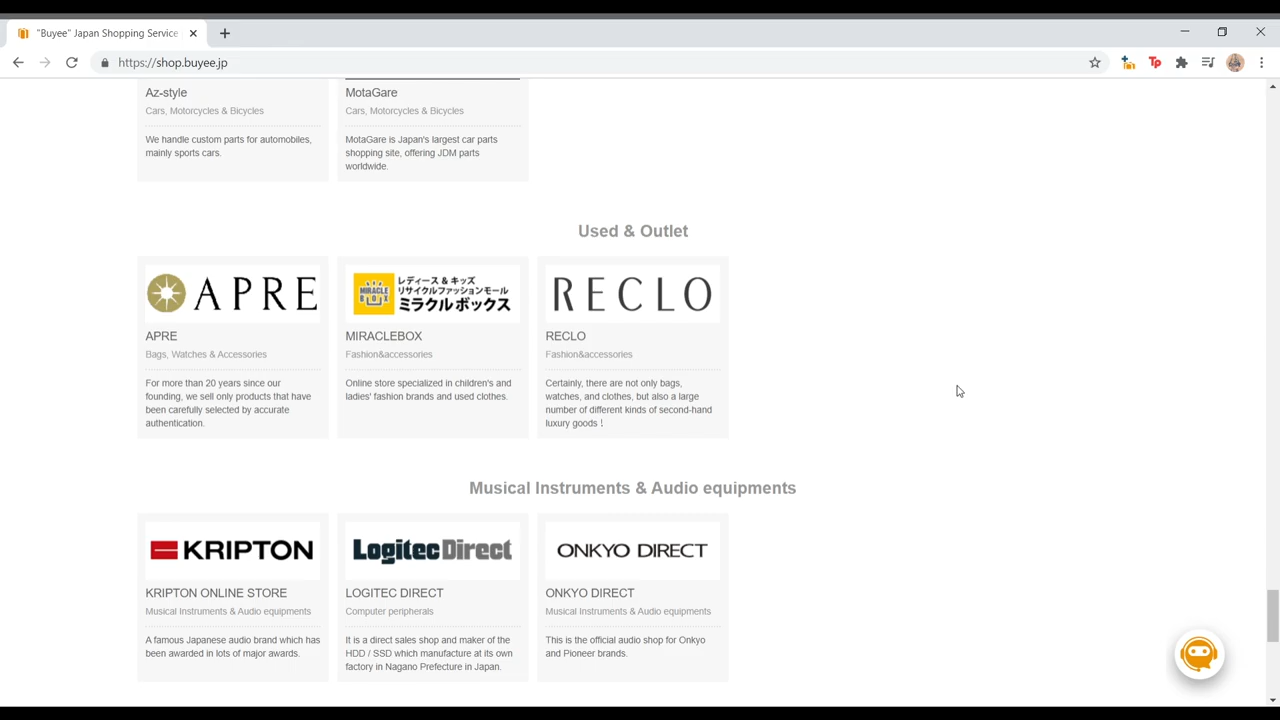 "Buyee" Japan Shopping Service
https://shop.buyee.jp
Tp
Az-style
Cars, Motorcycles & Bicycles
We handle custom parts for automobiles,
mainly sports cars.
MotaGare
Cars, Motorcycles & Bicycles
MotaGare is Japan's largest car parts
shopping site, offering JDM parts
worldwide.
Used & Outlet
APRE
APRE
Bags, Watches & Accessories
For more than 20 years since our
founding, we sell only products that have
been carefully selected by accurate
authentication.
MIRACLE
BOX
レディース & キッズ
リサイクルファッションモール
ミラクルボックス
MIRACLEBOX
Fashion&accessories
Online store specialized in children's and
ladies' fashion brands and used clothes.
RECLO
RECLO
Fashion&accessories
Certainly, there are not only bags,
watches, and clothes, but also a large
number of different kinds of second-hand
luxury goods !
Musical Instruments & Audio equipments
KRIPTON
KRIPTON ONLINE STORE
Musical Instruments & Audio equipments
A famous Japanese audio brand which has
been awarded in lots of major awards.
LogitecDirect
LOGITEC DIRECT
Computer peripherals
It is a direct sales shop and maker of the
HDD / SSD which manufacture at its own
factory in Nagano Prefecture in Japan.
ONKYO DIRECT
ONKYO DIRECT
Musical Instruments & Audio equipments
This is the official audio shop for Onkyo
and Pioneer brands.